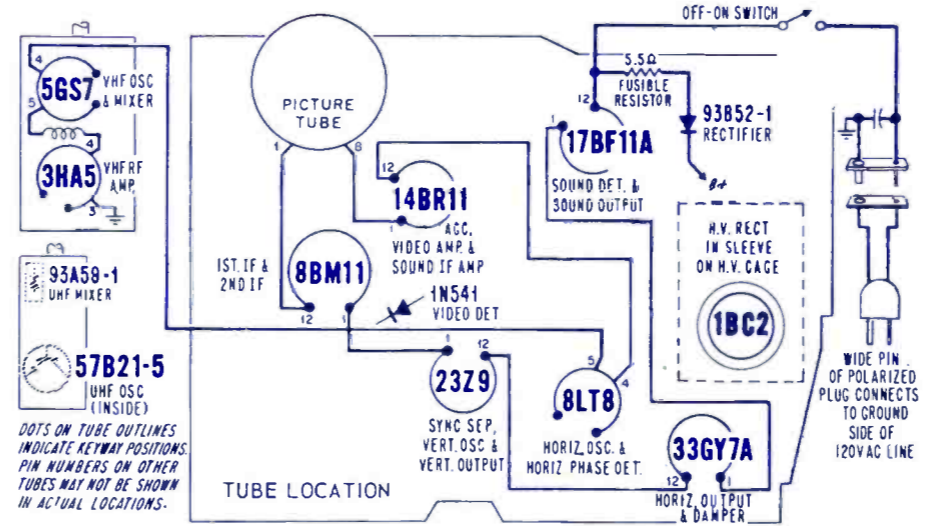 OFF-ON SWITCH
4
5GS7
5
VHF OSC
& MIXER
4
3HA5
VHF RF
AMP.
3
PICTURE
TUBE
1
8
5.5Ω
FUSIBLE
RESISTOR
12
1
17BF11A
SOUND DET. &
SOUND OUTPUT
93B52-1
RECTIFIER
B+
12
14BR11
1
AGC,
VIDEO AMP. &
SOUND IF AMP
1ST. IF &
2ND IF
8BM11
12
1
1N541
VIDEO DET
H.V. RECT
IN SLEEVE
ON H.V. CAGE
1BC2
93A59-1
UHF MIXER
57B21-5
UHF OSC
(INSIDE)
1
12
23Z9
SYNC SEP,
VERT. OSC &
VERT. OUTPUT
5
4
8LT8
HORIZ. OSC. &
HORIZ PHASE DET.
33GY7A
12
1
HORIZ. OUTPUT
& DAMPER
WIDE PIN
OF POLARIZED
PLUG CONNECTS
TO GROUND
SIDE OF
120VAC LINE
DOTS ON TUBE OUTLINES
INDICATE KEYWAY POSITIONS.
PIN NUMBERS ON OTHER
TUBES MAY NOT BE SHOWN
IN ACTUAL LOCATIONS.
TUBE LOCATION